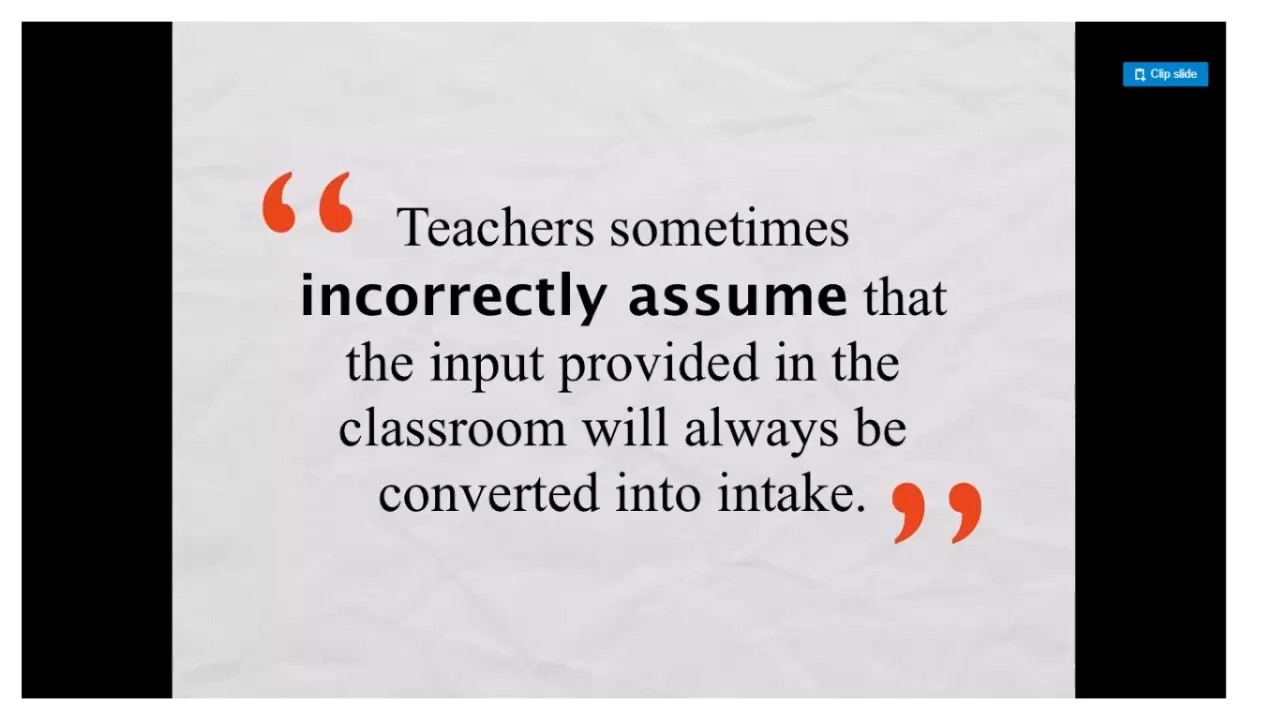 Clip slide
“ Teachers sometimes
incorrectly assume that
the input provided in the
classroom will always be
converted into intake. ”